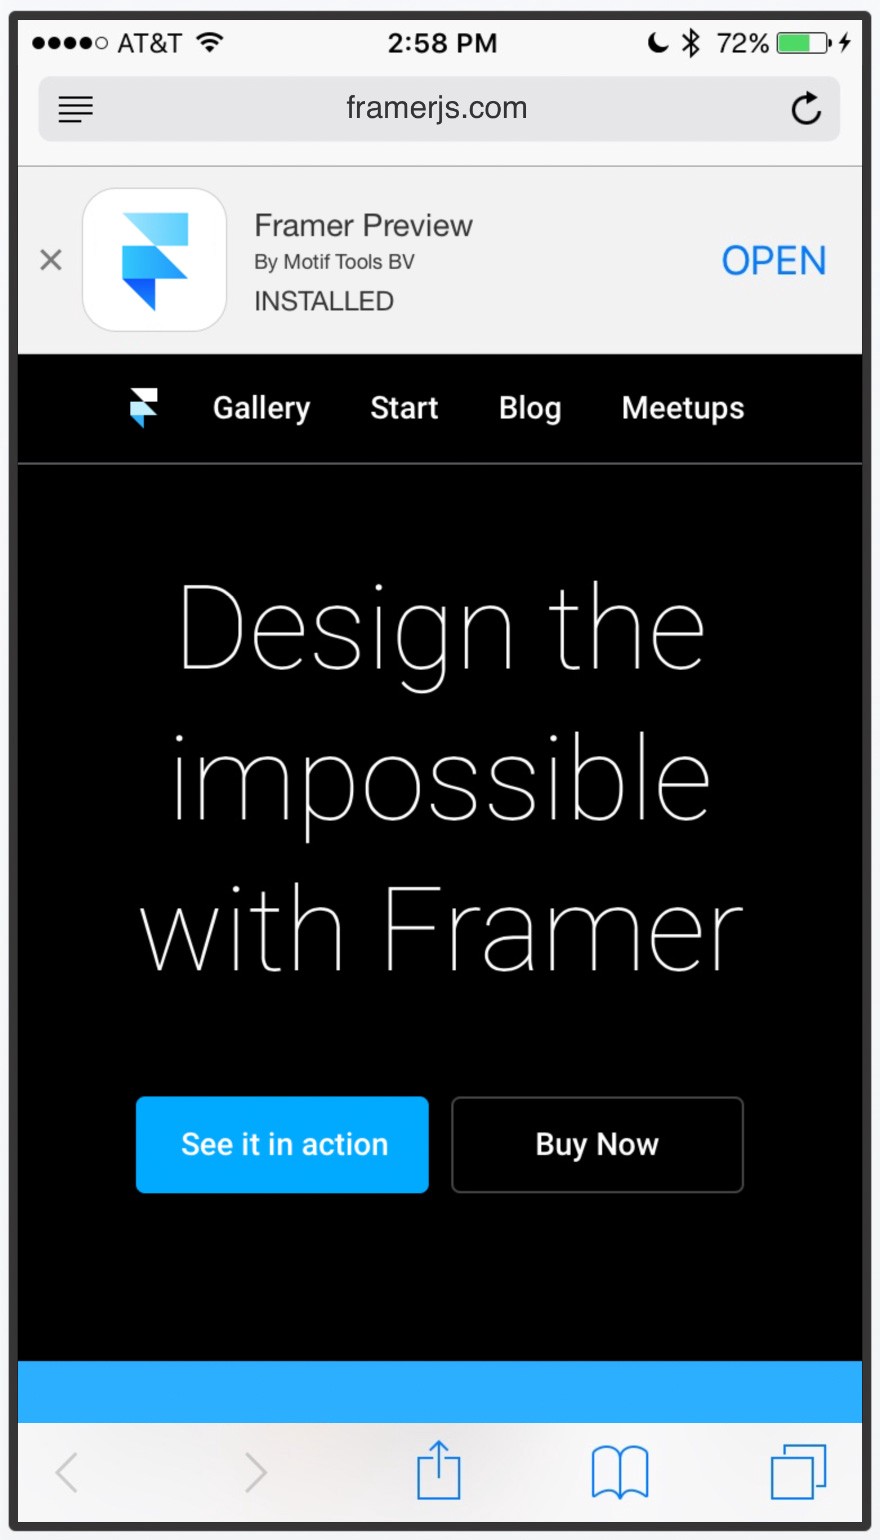 AT&T 2:58 PM 72%
framerjs.com
Framer Preview
By Motif Tools BV
INSTALLED
OPEN
Gallery Start Blog Meetups
Design the
impossible
with Framer
See it in action Buy Now